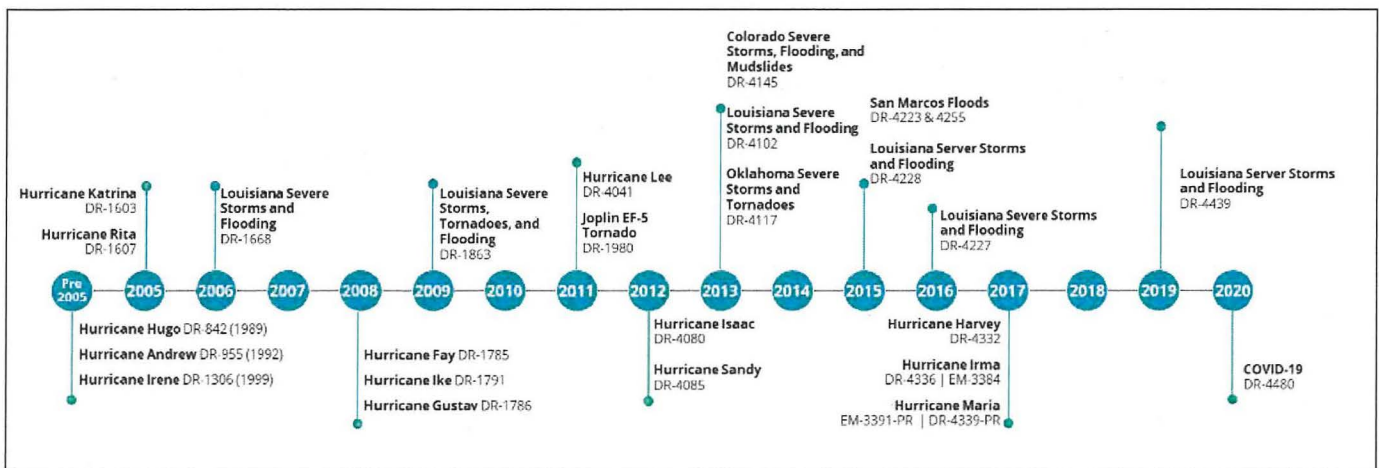 Colorado Severe
Storms, Flooding, and
Mudslides
DR-4145
Louisiana Severe
Storms and Flooding
DR-4102
Oklahoma Severe
Storms and
Tornadoes
DR-4117
San Marcos Floods
DR-4223 & 4255
Louisiana Server Storms
and Flooding
DR-4228
Louisiana Server Storms
and Flooding
DR-4439
Hurricane Katrina
DR-1603
Hurricane Rita
DR-1607
Louisiana Severe
Storms and
Flooding
DR-1668
Louisiana Severe
Storms,
Tornadoes, and
Flooding
DR-1863
Hurricane Lee
DR-4041
Joplin EF-5
Tornado
DR-1980
Louisiana Severe Storms
and Flooding
DR-4227
Pre
2005
2005
2006
2007
2008
2009
2010
2011
2012
2013
2014
2015
2016
2017
2018
2019
2020
Hurricane Hugo DR-842 (1989)
Hurricane Andrew DR-955 (1992)
Hurricane Irene DR-1306 (1999)
Hurricane Fay DR-1785
Hurricane Ike DR-1791
Hurricane Gustav DR-1786
Hurricane Isaac
DR-4080
Hurricane Sandy
DR-4085
Hurricane Harvey
DR-4332
Hurricane Irma
DR-4336 | EM-3384
Hurricane Maria
EM-3391-PR | DR-4339-PR
COVID-19
DR-4480